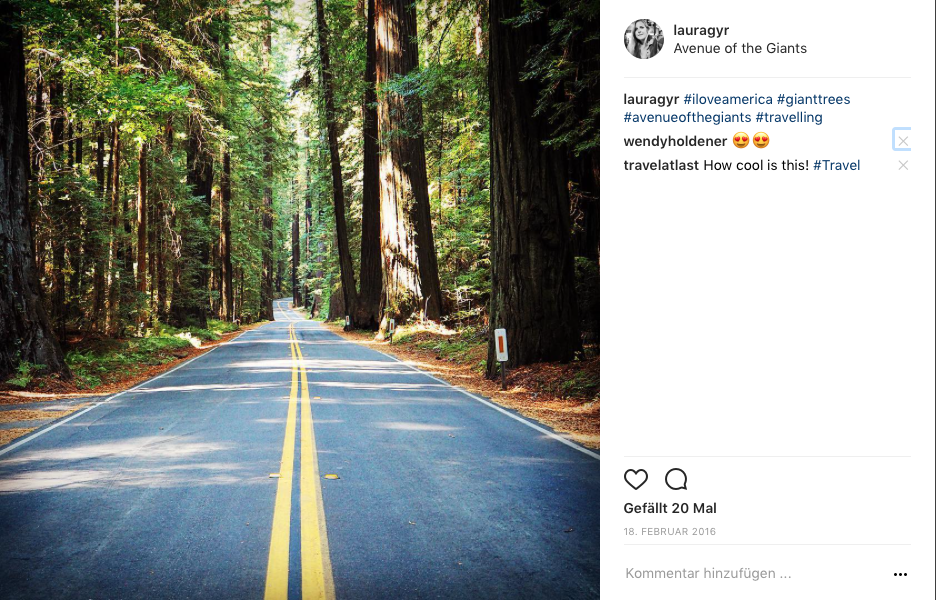 lauragyr
Avenue of the Giants
lauragyr #iloveamerica #gianttrees
#avenueofthegiants #travelling
wendyholdener 😍😍
travelatlast How cool is this! #Travel
Gefällt 20 Mal
18. FEBRUAR 2016
Kommentar hinzufügen ...